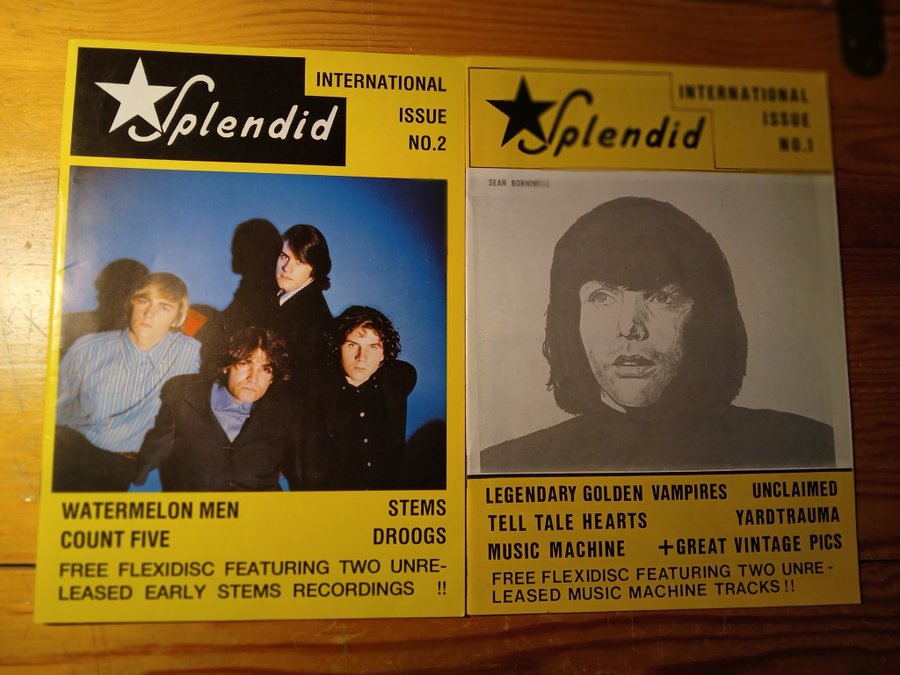 Splendid
INTERNATIONAL
ISSUE
NO.2
WATERMELON MEN
STEMS
COUNT FIVE
DROOGS
FREE FLEXIDISC FEATURING TWO UNRE-
LEASED EARLY STEMS RECORDINGS !!
Splendid
INTERNATIONAL
ISSUE
NO.1
SEAN BONNIWELL
LEGENDARY GOLDEN VAMPIRES UNCLAIMED
TELL TALE HEARTS YARDTRAUMA
MUSIC MACHINE +GREAT VINTAGE PICS
FREE FLEXIDISC FEATURING TWO UNRE-
LEASED MUSIC MACHINE TRACKS!!